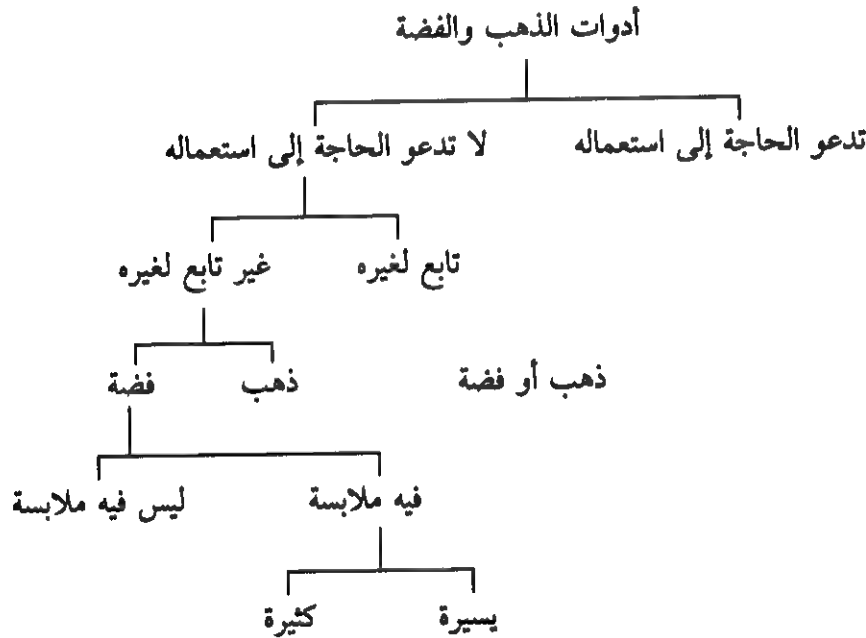 أدوات الذهب والفضة
تدعو الحاجة إلى استعماله لا تدعو الحاجة إلى استعماله
تابع لغيره غير تابع لغيره
ذهب أو فضة ذهب فضة
فيه ملابسة ليس فيه ملابسة
يسيرة كثيرة